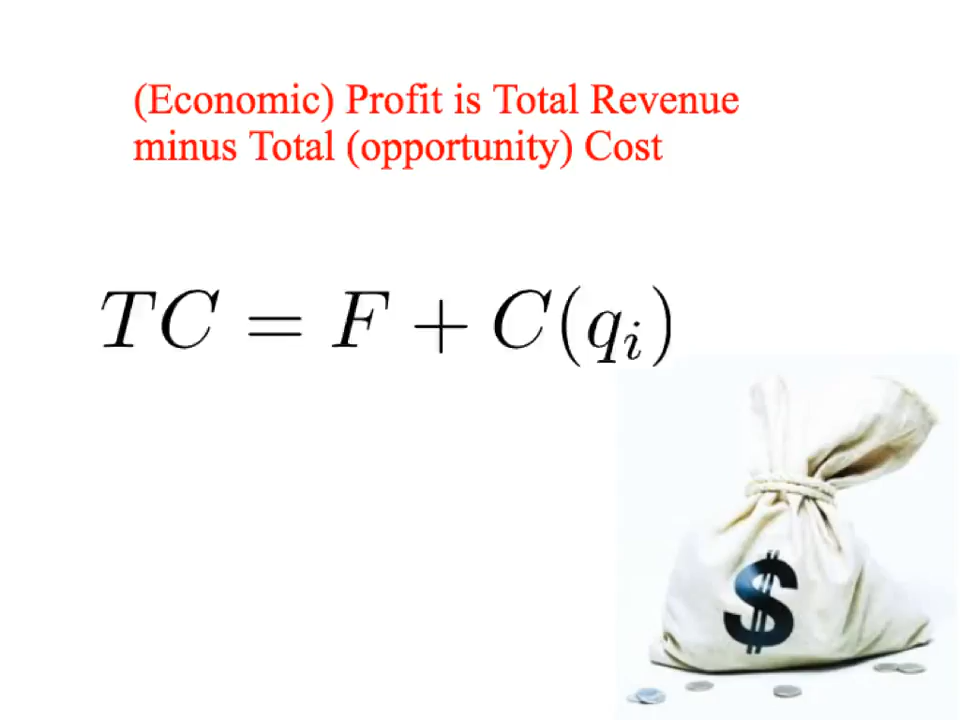 (Economic) Profit is Total Revenue
minus Total (opportunity) Cost
TC = F + C(q_i)
$